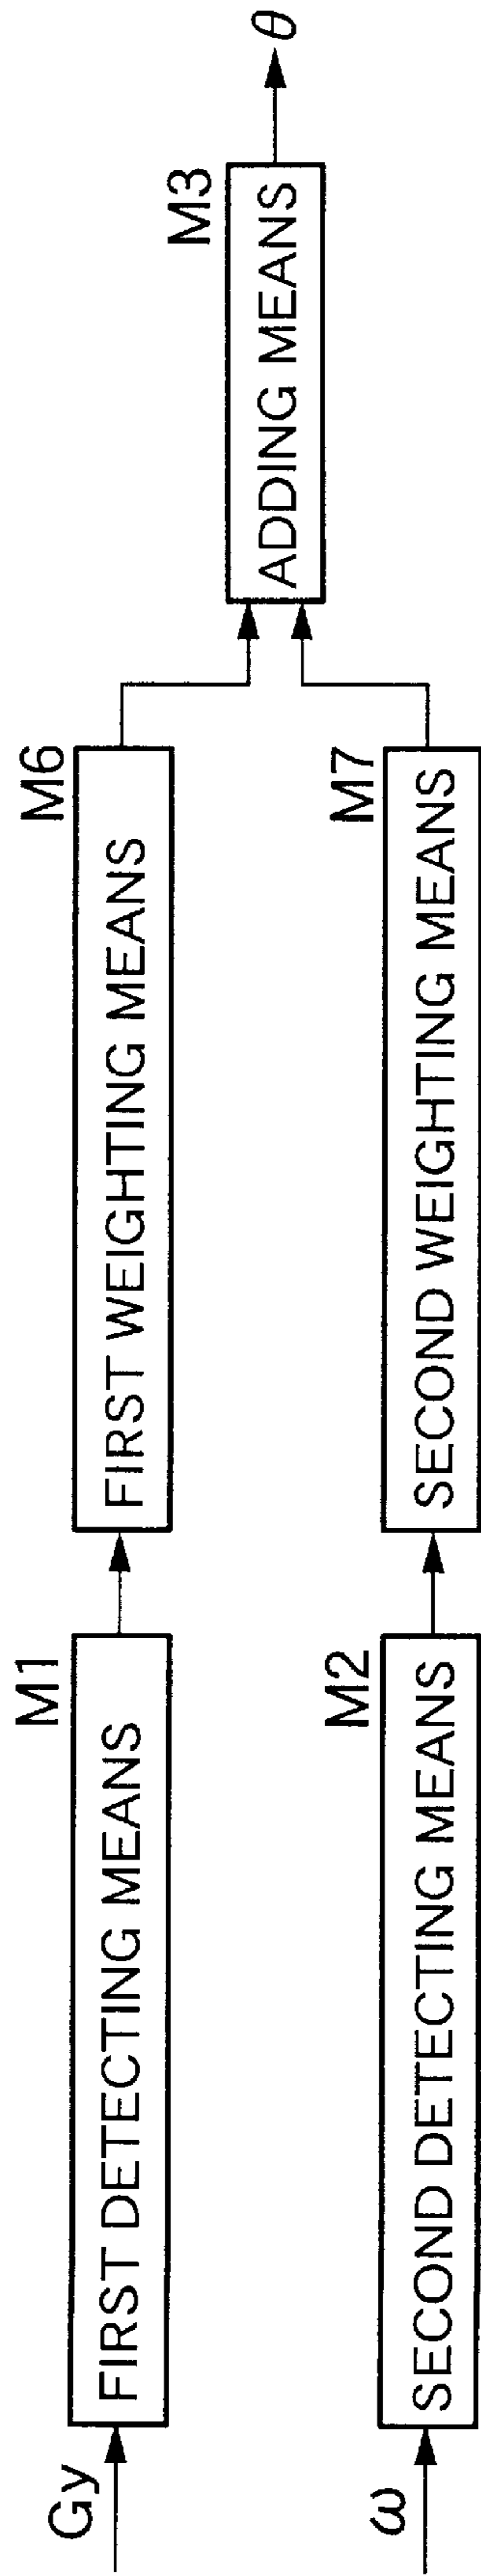 Gy
M1
FIRST DETECTING MEANS
M6
FIRST WEIGHTING MEANS
ω
M2
SECOND DETECTING MEANS
M7
SECOND WEIGHTING MEANS
M3
ADDING MEANS
θ